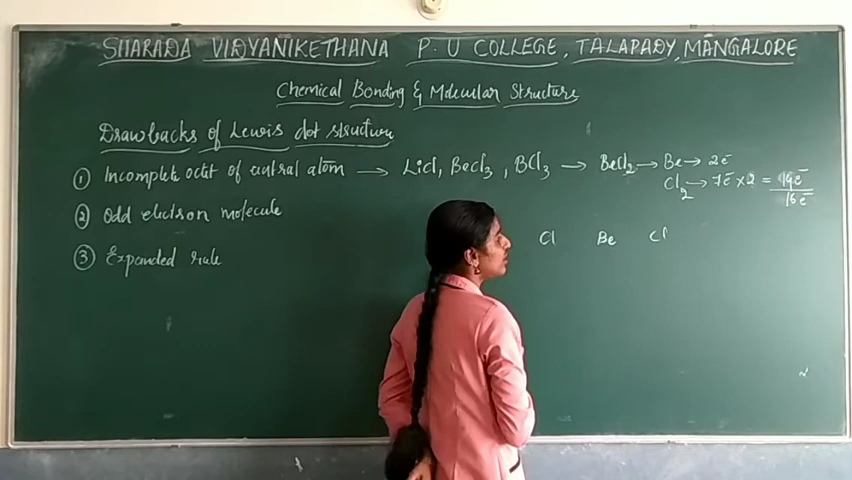 SHARADA VIDYANIKETHANA P.U COLLEGE, TALAPADY, MANGALORE
Chemical Bonding & Molecular Structure
Drawbacks of Lewis dot structure
① Incomplete octet of central atom → LiCl, BeCl3, BCl3 → BeCl2 → Be → 2e-
Cl2 → 7e- × 2 = 14e-
16e-
② Odd electron molecule
Cl Be Cl
③ Expanded rule